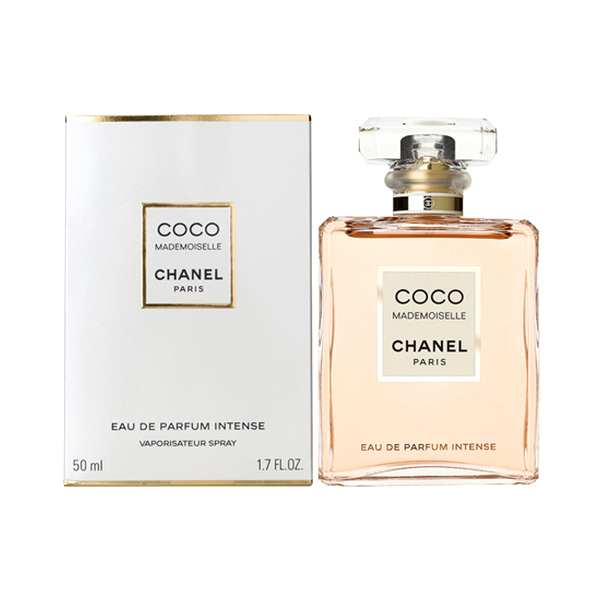 COCO
MADEMOISELLE
CHANEL
PARIS
EAU DE PARFUM INTENSE
VAPORISATEUR SPRAY
50 ml 1.7 FL.OZ.
COCO
MADEMOISELLE
CHANEL
PARIS
EAU DE PARFUM INTENSE